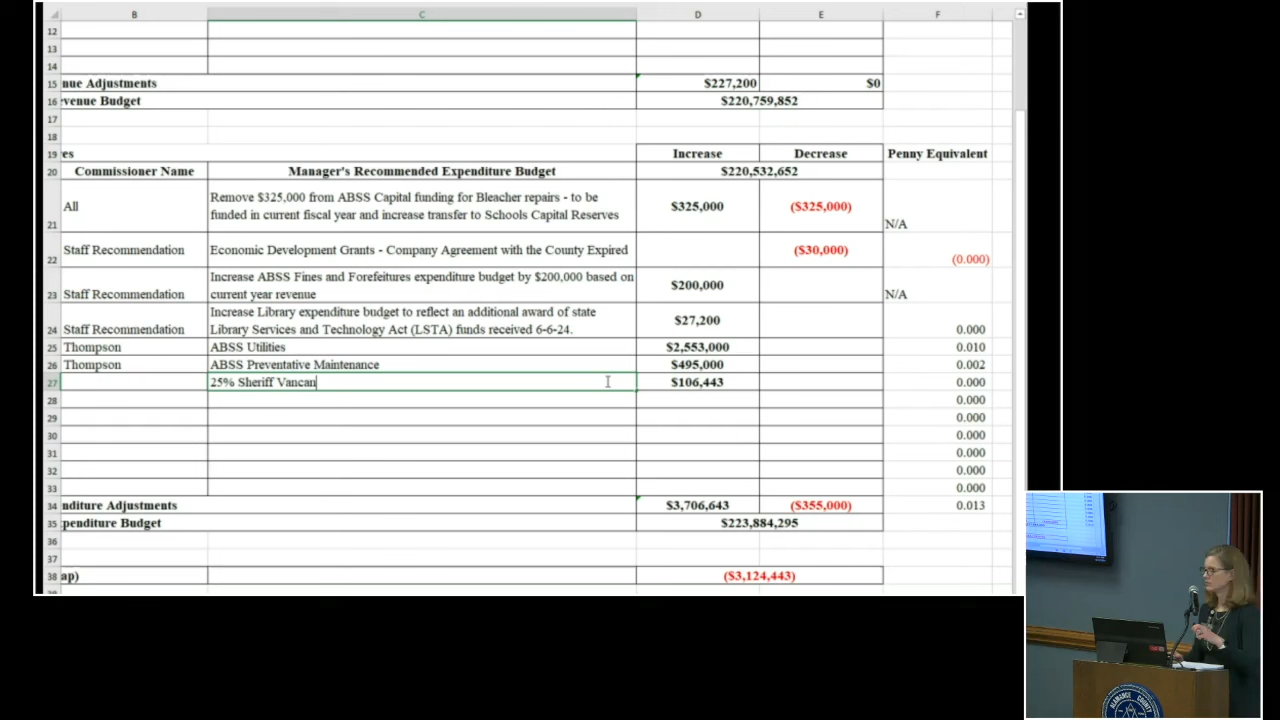 B C D E F
12
13
14
15 nue Adjustments $227,200 $0
16 evenue Budget $220,759,852
17
18
19 es Increase Decrease Penny Equivalent
20 Commissioner Name Manager's Recommended Expenditure Budget $220,532,652
Remove $325,000 from ABSS Capital funding for Bleacher repairs - to be
All $325,000 ($325,000)
funded in current fiscal year and increase transfer to Schools Capital Reserves
21 N/A
Staff Recommendation Economic Development Grants - Company Agreement with the County Expired ($30,000)
22 (0.000)
Increase ABSS Fines and Forefeitures expenditure budget by $200,000 based on
$200,000
23 Staff Recommendation current year revenue N/A
Increase Library expenditure budget to reflect an additional award of state
$27,200
24 Staff Recommendation Library Services and Technology Act (LSTA) funds received 6-6-24. 0.000
25 Thompson ABSS Utilities $2,553,000 0.010
26 Thompson ABSS Preventative Maintenance $495,000 0.002
27 25% Sheriff Vancan $106,443 0.000
28 0.000
29 0.000
30 0.000
31 0.000
32 0.000
33 0.000
34 nditure Adjustments $3,706,643 ($355,000) 0.013
35 penditure Budget $223,884,295
36
37
38 ap) ($3,124,443)
ALAMANCE COUNTY